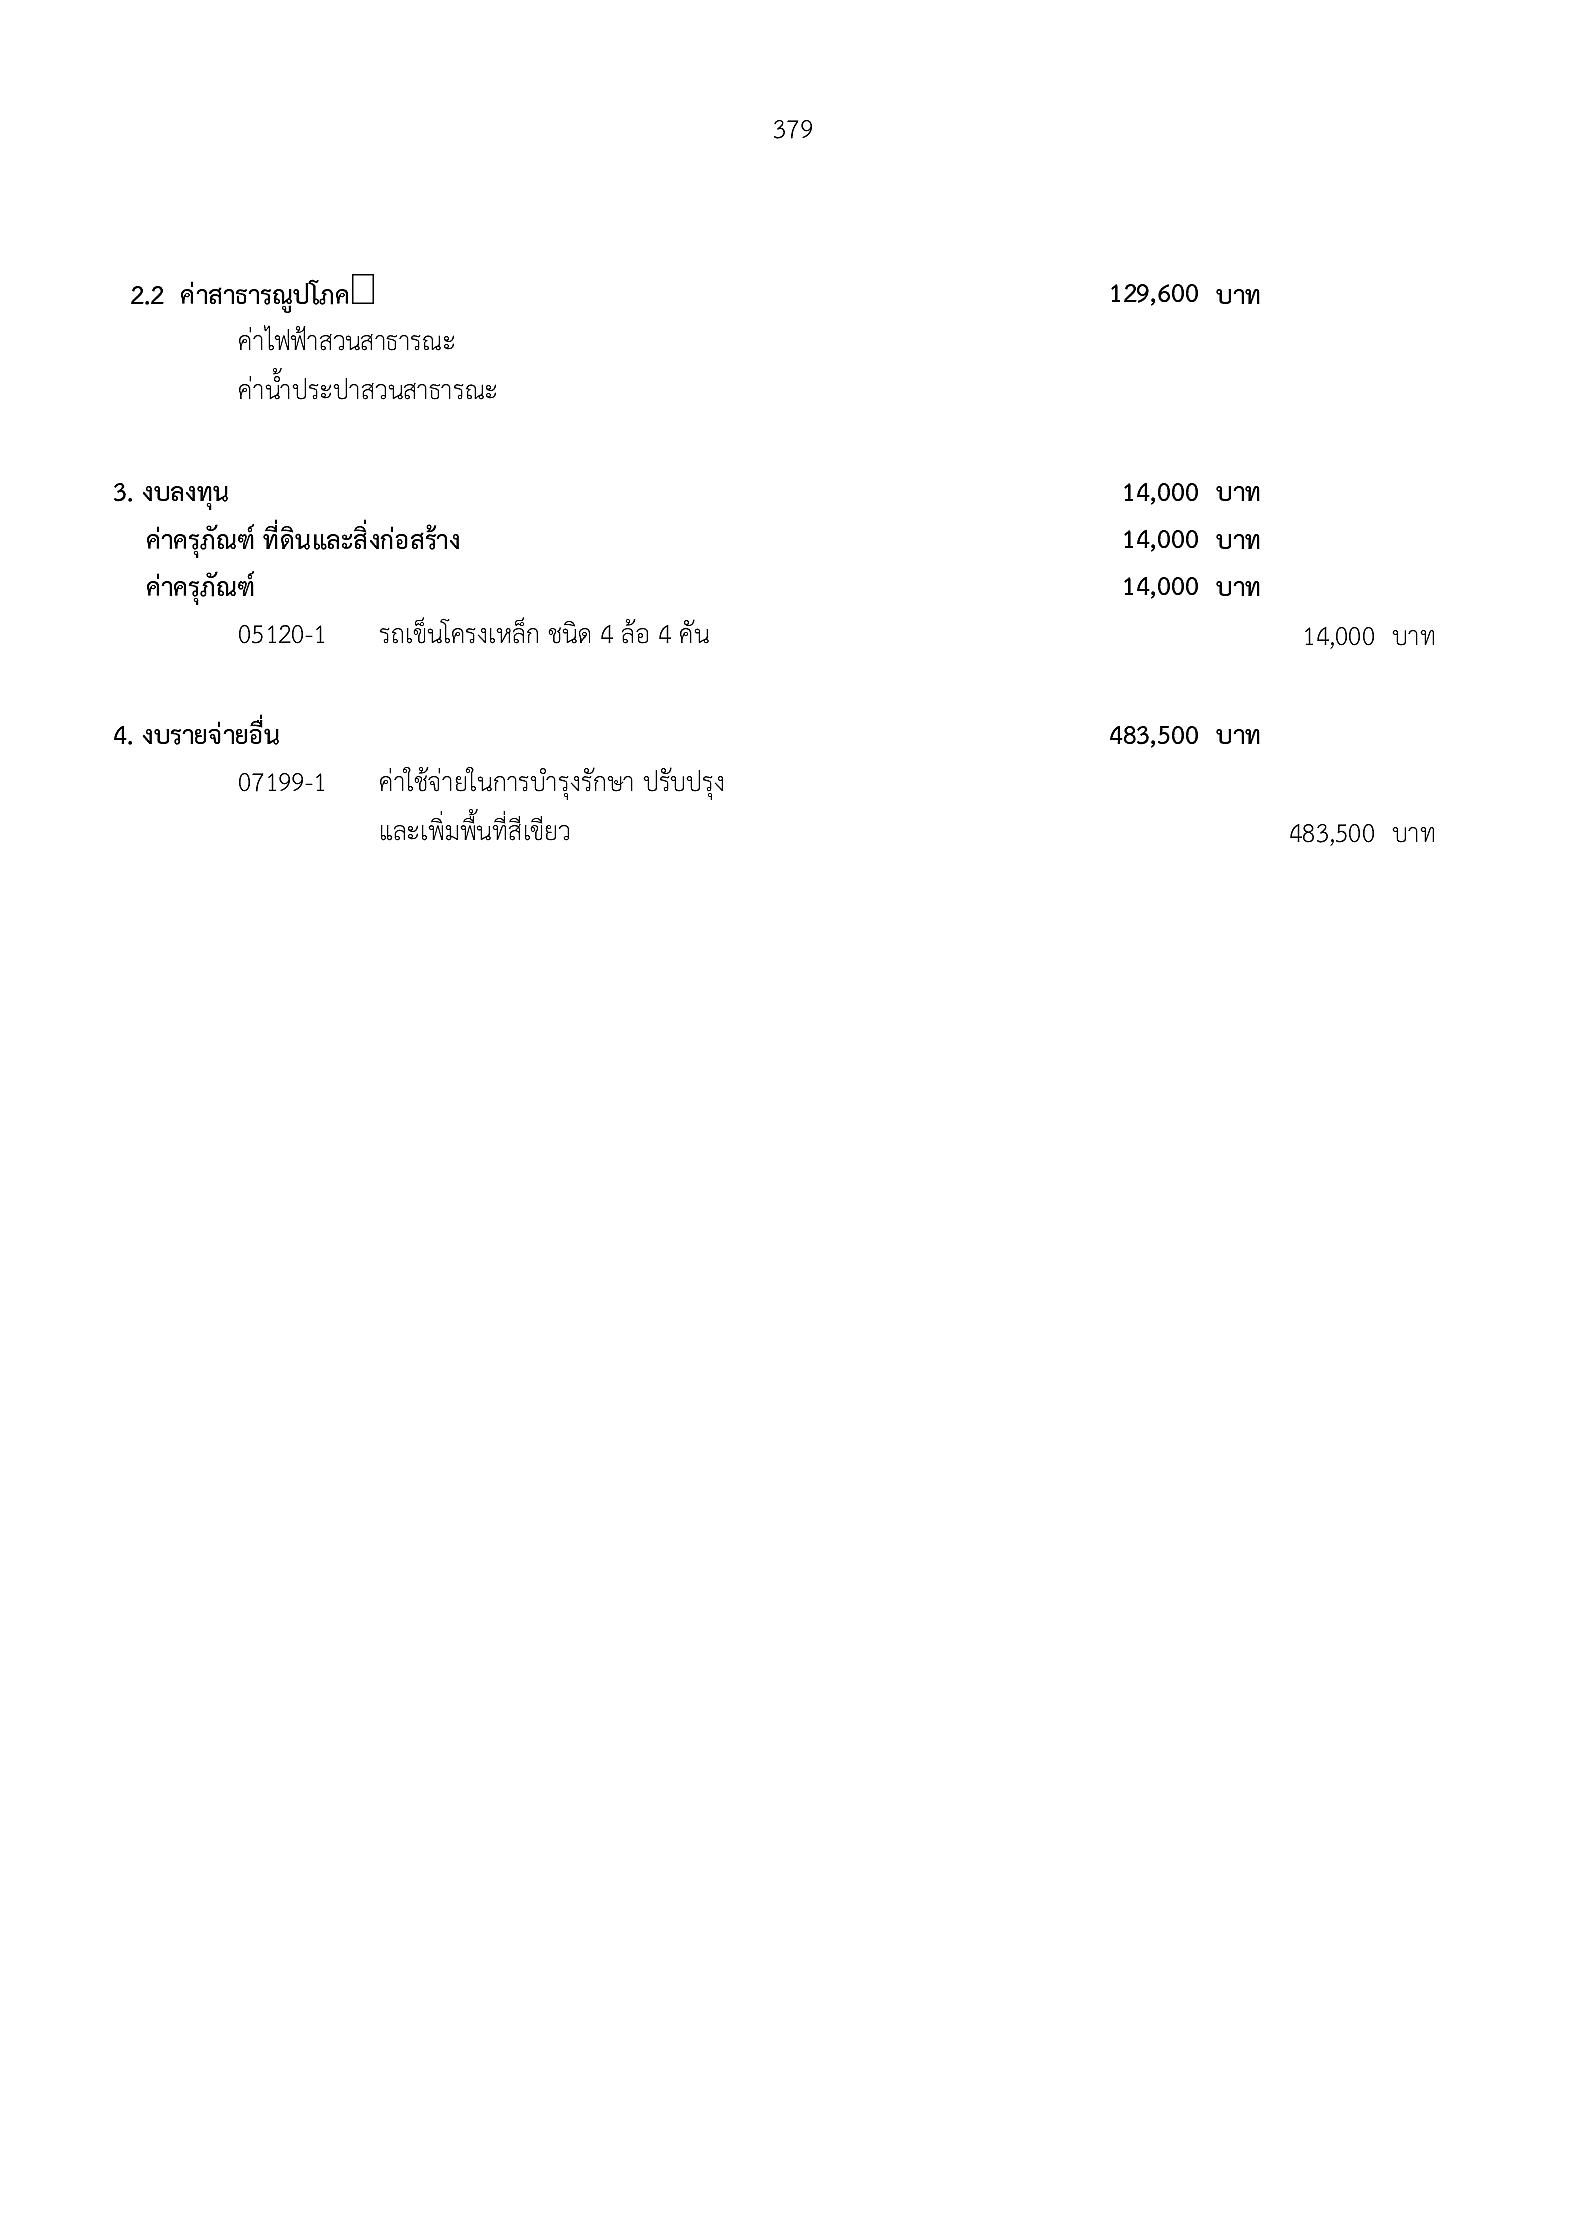 379
2.2 ค่าสาธารณูปโภค 129,600 บาท
ค่าไฟฟ้าสวนสาธารณะ
ค่าน้ำประปาสวนสาธารณะ
3. งบลงทุน 14,000 บาท
ค่าครุภัณฑ์ ที่ดินและสิ่งก่อสร้าง 14,000 บาท
ค่าครุภัณฑ์ 14,000 บาท
05120-1 รถเข็นโครงเหล็ก ชนิด 4 ล้อ 4 คัน 14,000 บาท
4. งบรายจ่ายอื่น 483,500 บาท
07199-1 ค่าใช้จ่ายในการบำรุงรักษา ปรับปรุง
และเพิ่มพื้นที่สีเขียว 483,500 บาท